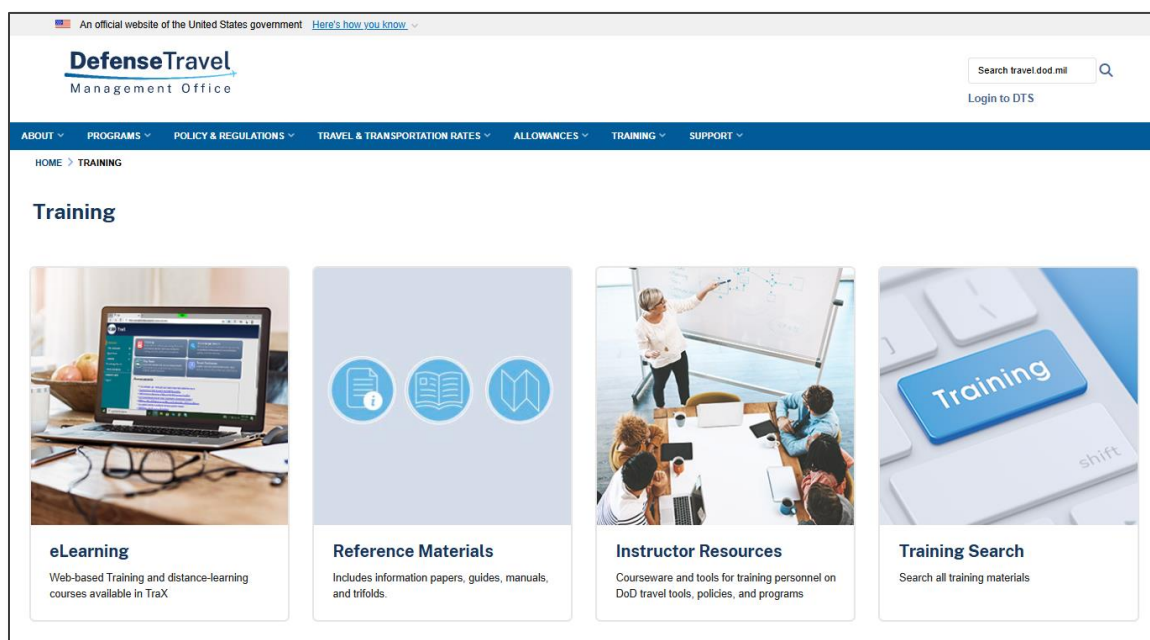 An official website of the United States government Here's how you know
DefenseTravel
Management Office
Search travel.dod.mil
Login to DTS
ABOUT PROGRAMS POLICY & REGULATIONS TRAVEL & TRANSPORTATION RATES ALLOWANCES TRAINING SUPPORT
HOME > TRAINING
Training
Training
shift
eLearning
Web-based Training and distance-learning
courses available in TraX
Reference Materials
Includes information papers, guides, manuals,
and trifolds.
Instructor Resources
Courseware and tools for training personnel on
DoD travel tools, policies, and programs
Training Search
Search all training materials